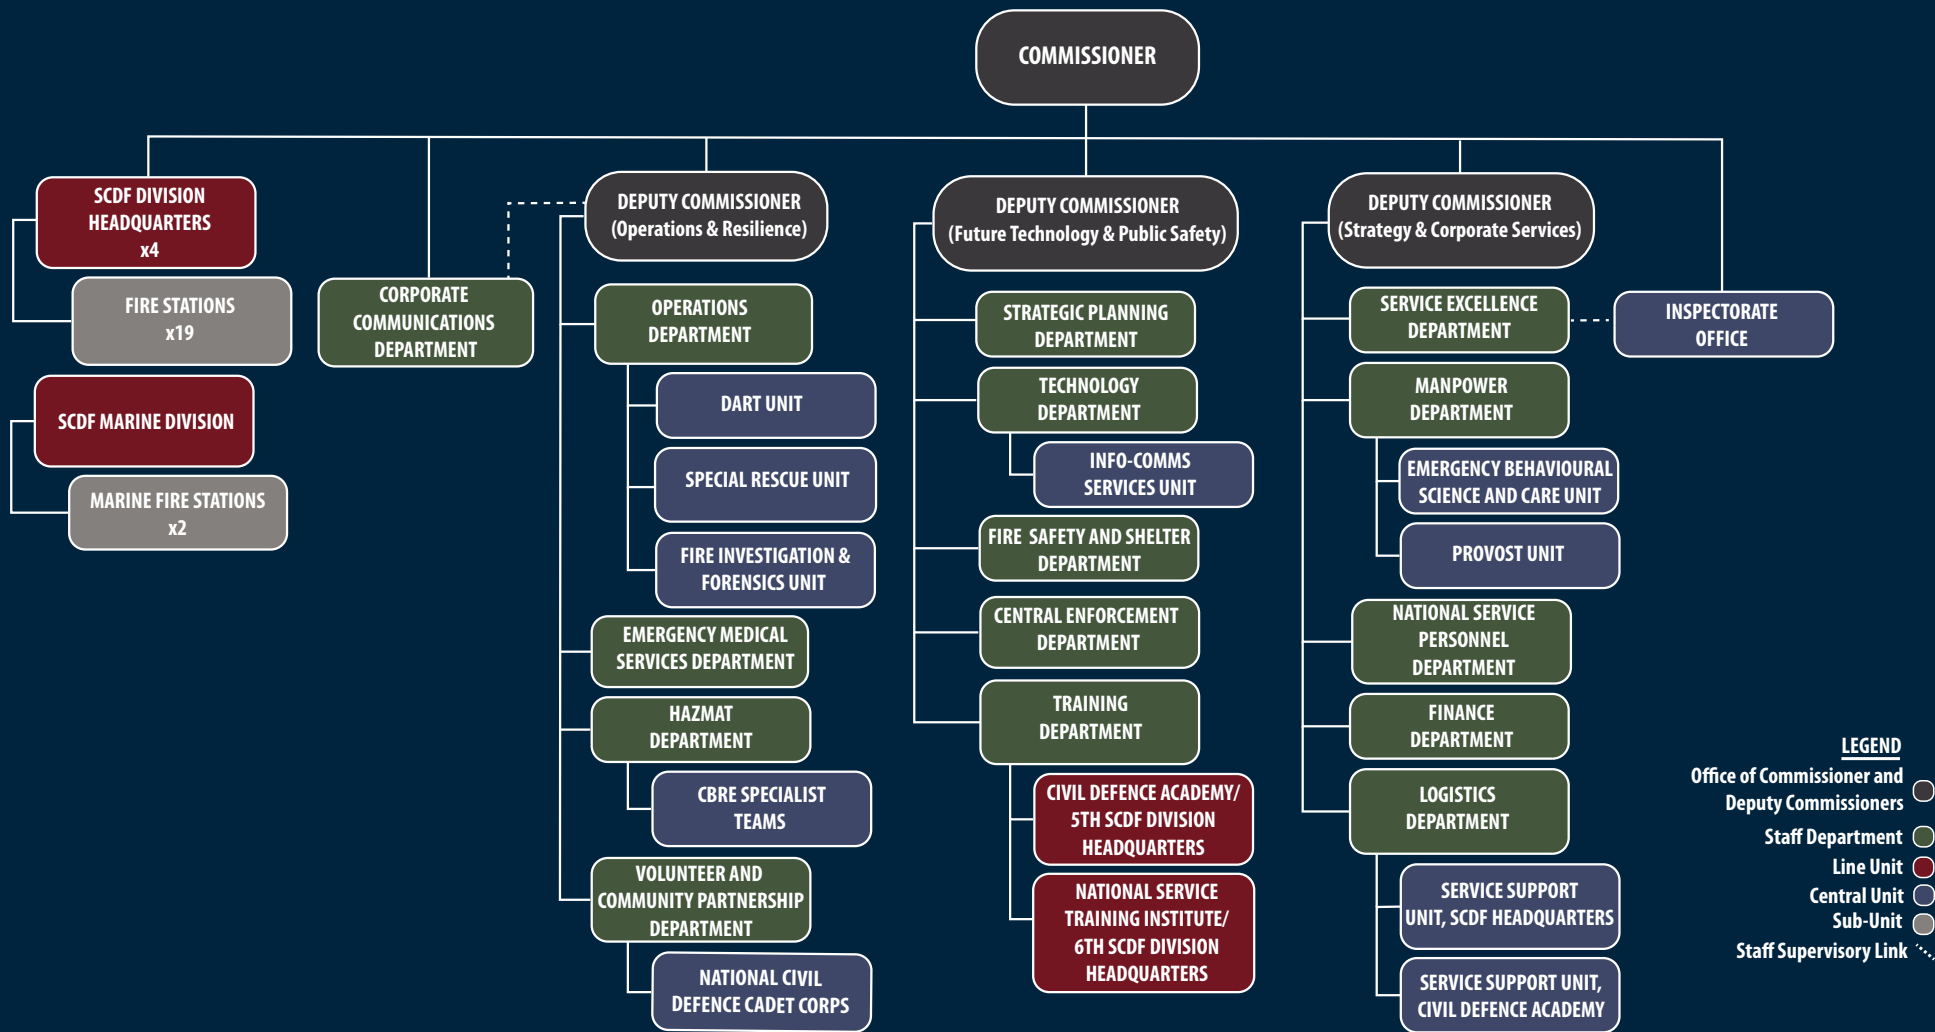 COMMISSIONER
SCDF DIVISION
HEADQUARTERS
x4
FIRE STATIONS
x19
SCDF MARINE DIVISION
MARINE FIRE STATIONS
x2
CORPORATE
COMMUNICATIONS
DEPARTMENT
DEPUTY COMMISSIONER
(Operations & Resilience)
OPERATIONS
DEPARTMENT
DART UNIT
SPECIAL RESCUE UNIT
FIRE INVESTIGATION &
FORENSICS UNIT
EMERGENCY MEDICAL
SERVICES DEPARTMENT
HAZMAT
DEPARTMENT
CBRE SPECIALIST
TEAMS
VOLUNTEER AND
COMMUNITY PARTNERSHIP
DEPARTMENT
NATIONAL CIVIL
DEFENCE CADET CORPS
DEPUTY COMMISSIONER
(Future Technology & Public Safety)
STRATEGIC PLANNING
DEPARTMENT
TECHNOLOGY
DEPARTMENT
INFO-COMMS
SERVICES UNIT
FIRE SAFETY AND SHELTER
DEPARTMENT
CENTRAL ENFORCEMENT
DEPARTMENT
TRAINING
DEPARTMENT
CIVIL DEFENCE ACADEMY/
5TH SCDF DIVISION
HEADQUARTERS
NATIONAL SERVICE
TRAINING INSTITUTE/
6TH SCDF DIVISION
HEADQUARTERS
DEPUTY COMMISSIONER
(Strategy & Corporate Services)
SERVICE EXCELLENCE
DEPARTMENT
MANPOWER
DEPARTMENT
EMERGENCY BEHAVIOURAL
SCIENCE AND CARE UNIT
PROVOST UNIT
NATIONAL SERVICE
PERSONNEL
DEPARTMENT
FINANCE
DEPARTMENT
LOGISTICS
DEPARTMENT
SERVICE SUPPORT
UNIT, SCDF HEADQUARTERS
SERVICE SUPPORT UNIT,
CIVIL DEFENCE ACADEMY
INSPECTORATE
OFFICE
LEGEND
Office of Commissioner and
Deputy Commissioners
Staff Department
Line Unit
Central Unit
Sub-Unit
Staff Supervisory Link